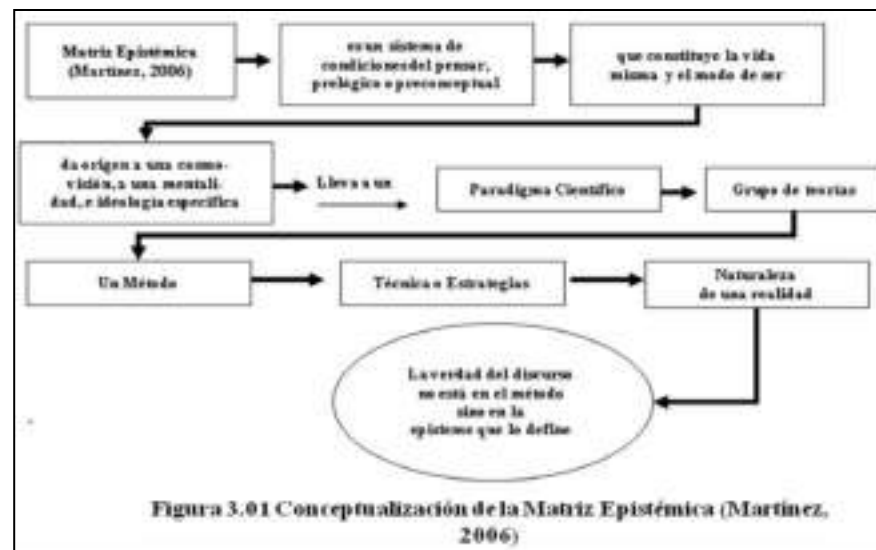 Matriz Epistémica
(Martínez, 2006)
es un sistema de
condiciones del pensar,
prelógico o preconceptual
que constituye la vida
misma y el modo de ser
da origen a una cosmo-
visión, a una mentali-
dad, e ideología específica
Lleva a un
Paradigma Científico
Grupo de teorías
Un Método
Técnica o Estrategias
Naturaleza
de una realidad
La verdad del discurso
no está en el método
sino en la
episteme que lo define
Figura 3.01 Conceptualización de la Matriz Epistémica (Martínez,
2006)